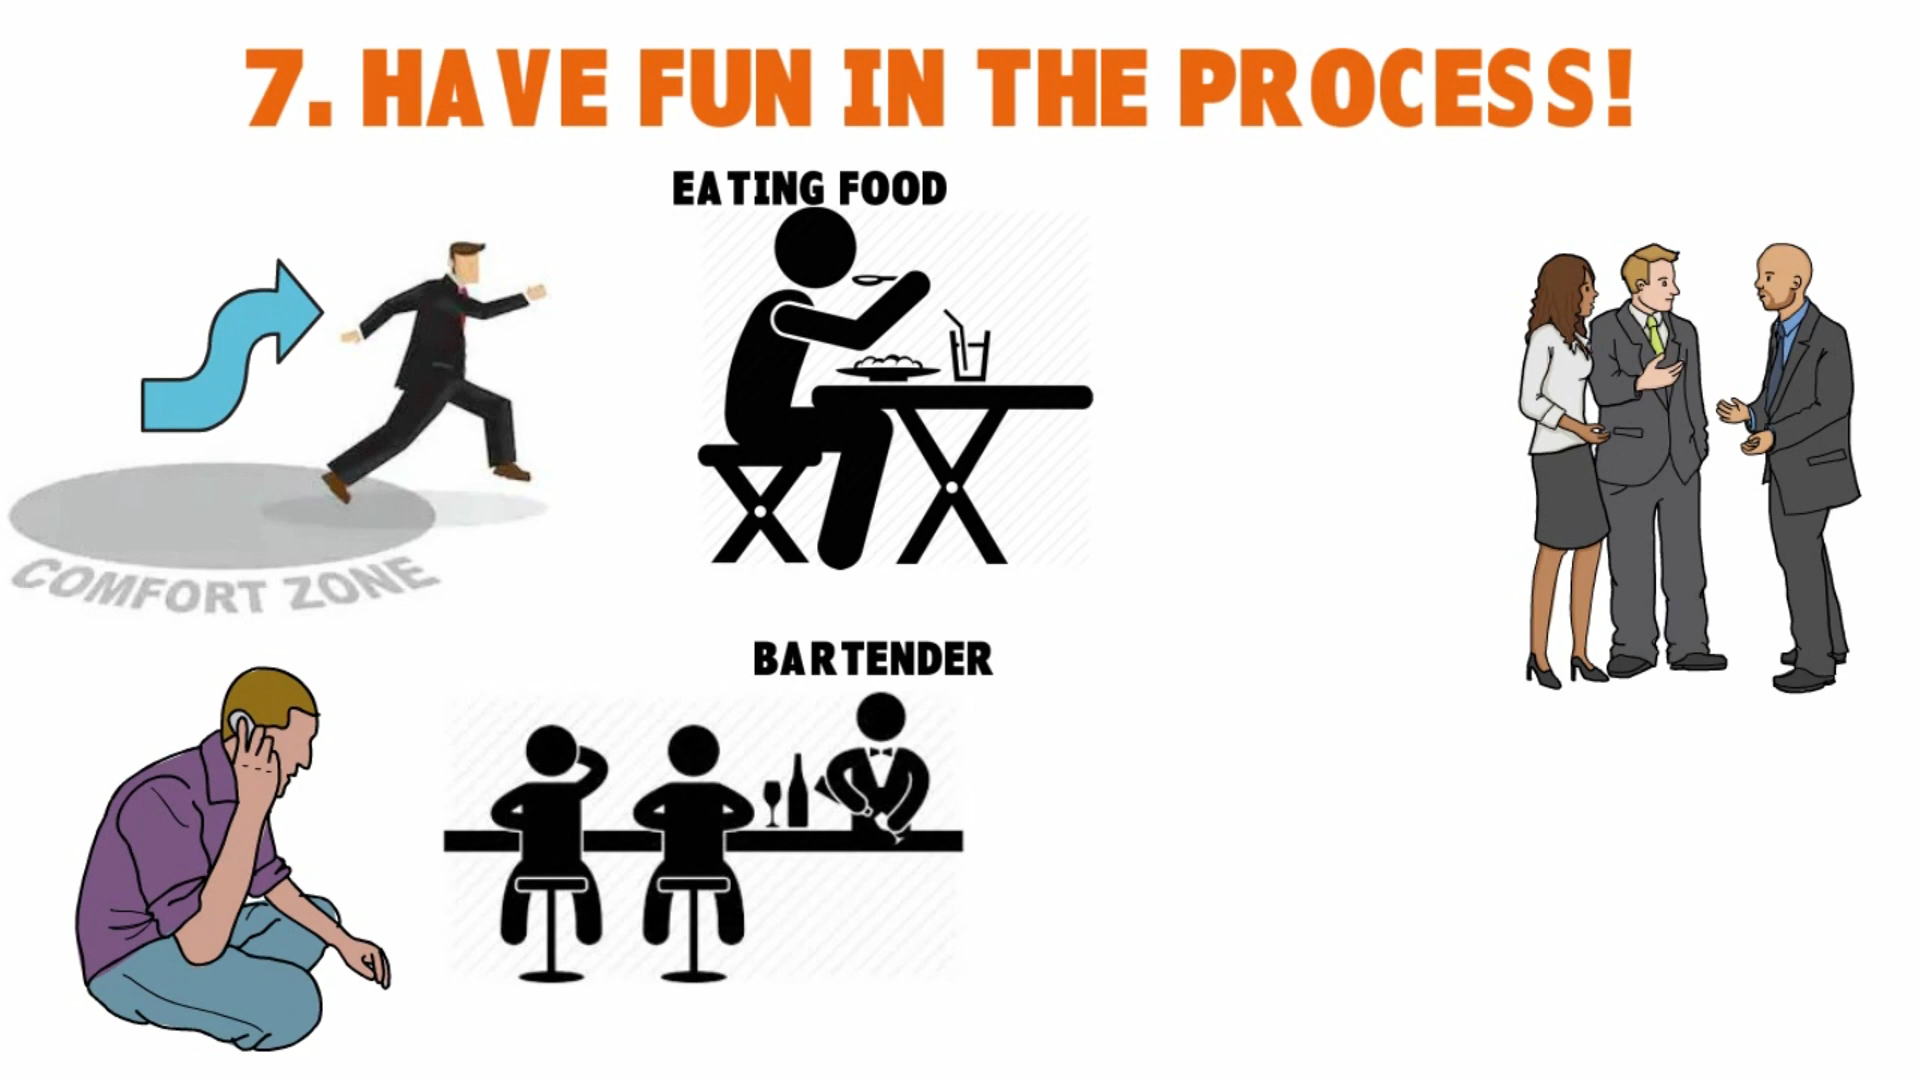 7. HAVE FUN IN THE PROCESS!
EATING FOOD
COMFORT ZONE
BARTENDER